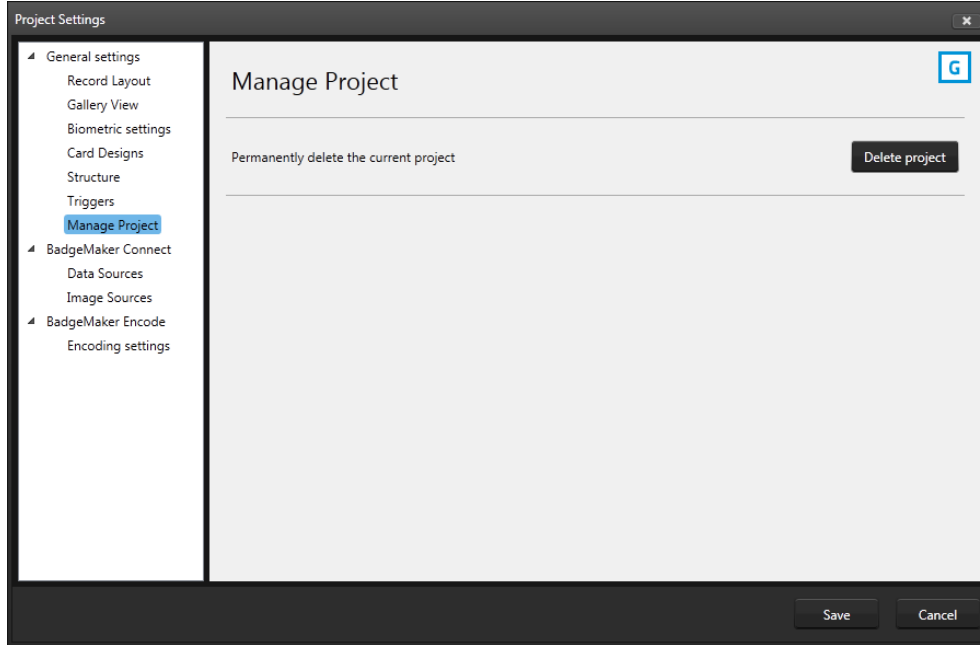 Project Settings
General settings
Record Layout
Gallery View
Biometric settings
Card Designs
Structure
Triggers
Manage Project
BadgeMaker Connect
Data Sources
Image Sources
BadgeMaker Encode
Encoding settings
Manage Project
G
Permanently delete the current project
Delete project
Save
Cancel